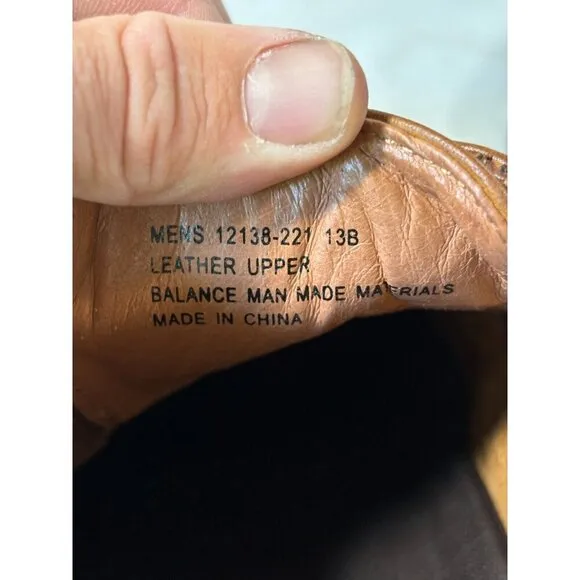 MENS 12138-221 13B
LEATHER UPPER
BALANCE MAN MADE MATERIALS
MADE IN CHINA